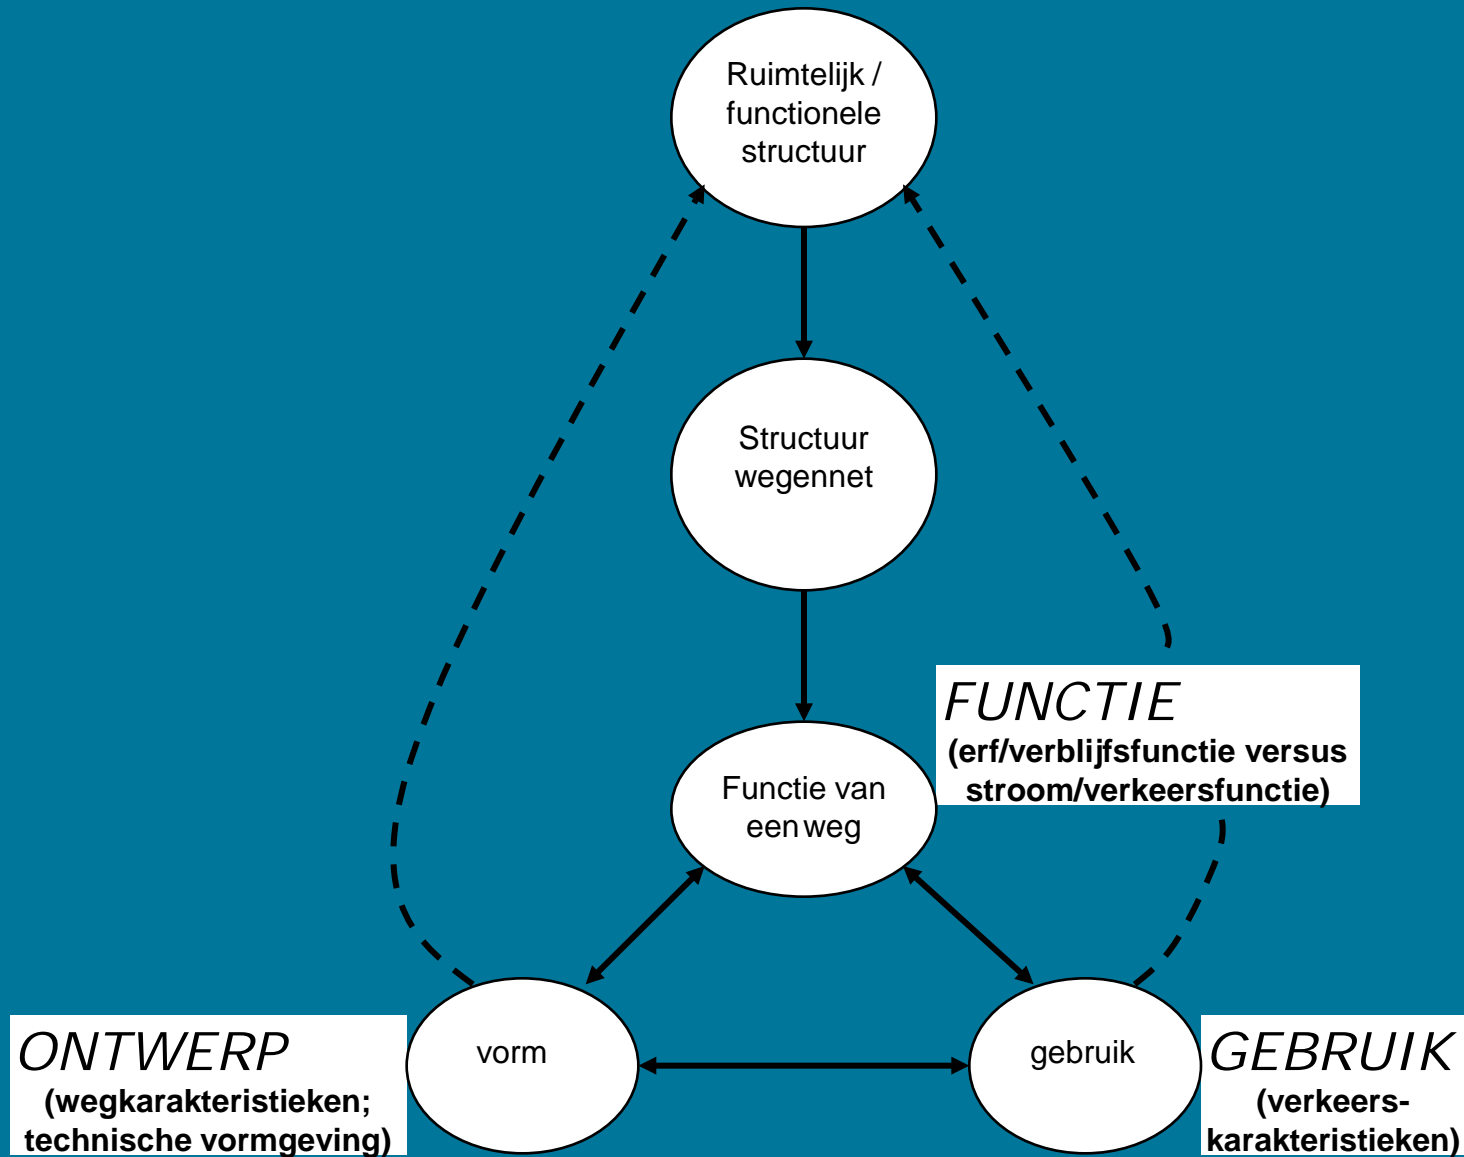 Ruimtelijk /
functionele
structuur
Structuur
wegennet
FUNCTIE
(erf/verblijfsfunctie versus
stroom/verkeersfunctie)
Functie van
een weg
ONTWERP
(wegkarakteristieken;
technische vormgeving)
vorm
gebruik
GEBRUIK
(verkeers-
karakteristieken)